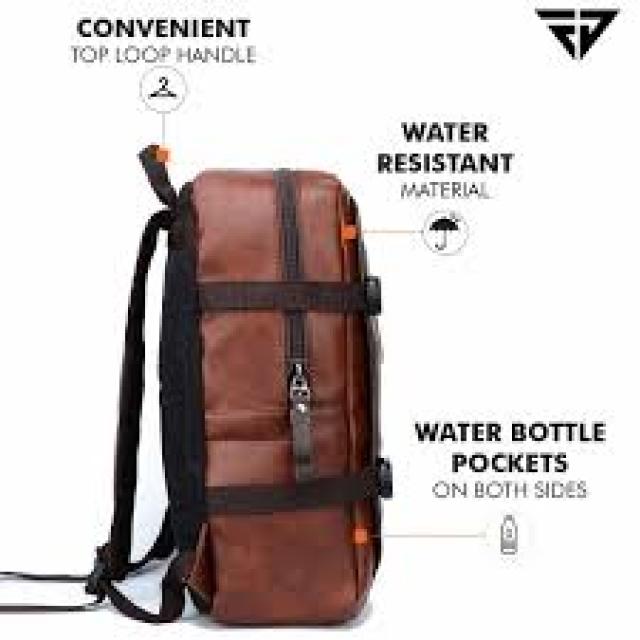 CONVENIENT
TOP LOOP HANDLE
WATER
RESISTANT
MATERIAL
WATER BOTTLE
POCKETS
ON BOTH SIDES